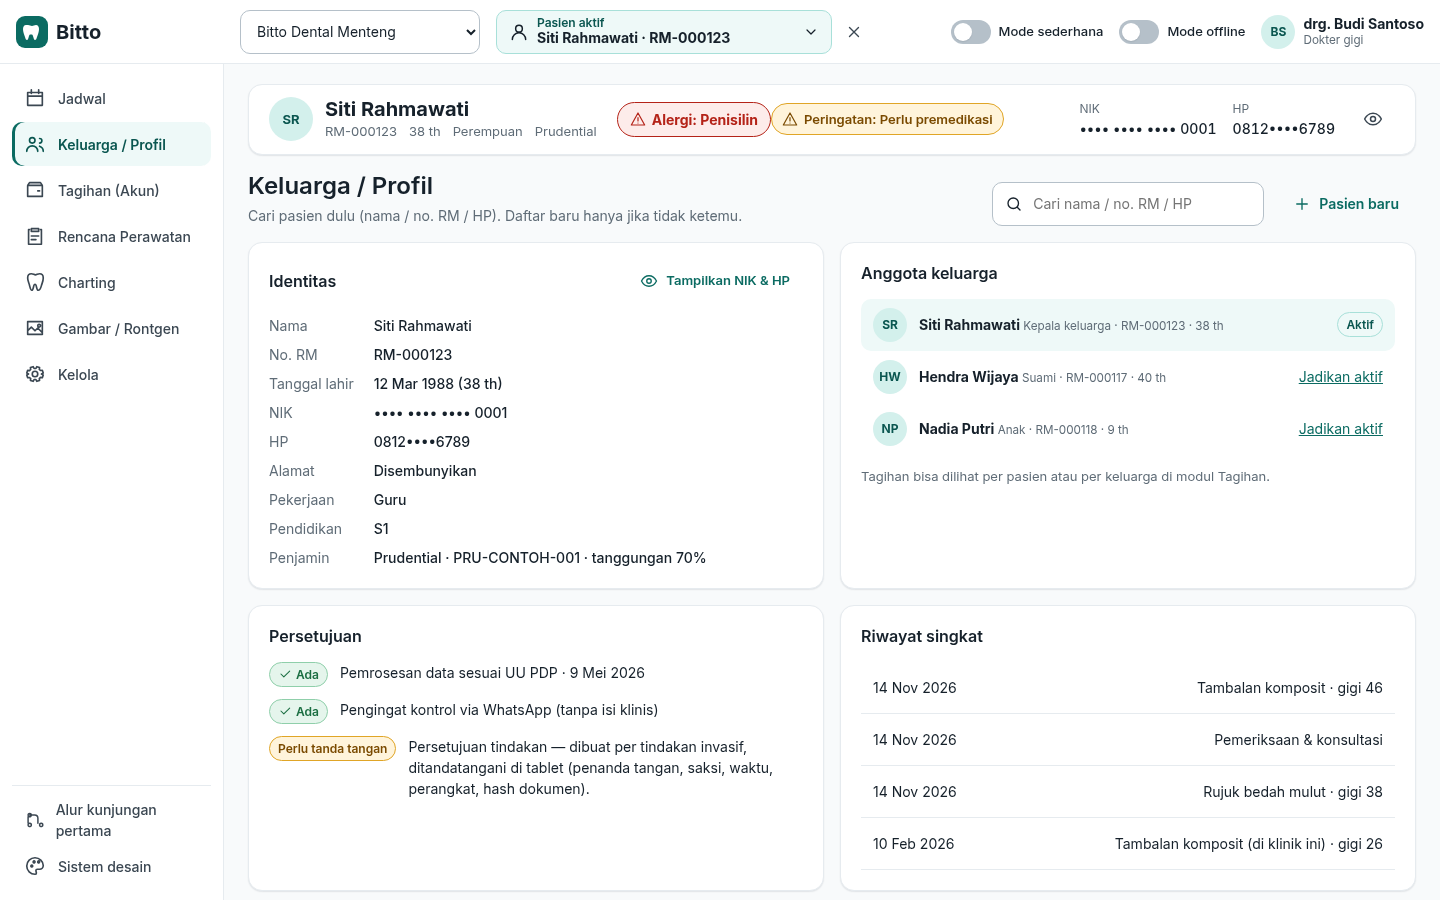 Bitto
Bitto Dental Menteng
Pasien aktif
Siti Rahmawati · RM-000123
Mode sederhana
Mode offline
BS
drg. Budi Santoso
Dokter gigi
Jadwal
Keluarga / Profil
Tagihan (Akun)
Rencana Perawatan
Charting
Gambar / Rontgen
Kelola
Alur kunjungan
pertama
Sistem desain
SR
Siti Rahmawati
RM-000123 38 th Perempuan Prudential
Alergi: Penisilin
Peringatan: Perlu premedikasi
NIK
•••• •••• •••• 0001
HP
0812••••6789
Keluarga / Profil
Cari pasien dulu (nama / no. RM / HP). Daftar baru hanya jika tidak ketemu.
Cari nama / no. RM / HP
Pasien baru
Identitas
Tampilkan NIK & HP
Nama Siti Rahmawati
No. RM RM-000123
Tanggal lahir 12 Mar 1988 (38 th)
NIK •••• •••• •••• 0001
HP 0812••••6789
Alamat Disembunyikan
Pekerjaan Guru
Pendidikan S1
Penjamin Prudential · PRU-CONTOH-001 · tanggungan 70%
Anggota keluarga
SR Siti Rahmawati Kepala keluarga · RM-000123 · 38 th Aktif
HW Hendra Wijaya Suami · RM-000117 · 40 th Jadikan aktif
NP Nadia Putri Anak · RM-000118 · 9 th Jadikan aktif
Tagihan bisa dilihat per pasien atau per keluarga di modul Tagihan.
Persetujuan
Ada Pemrosesan data sesuai UU PDP · 9 Mei 2026
Ada Pengingat kontrol via WhatsApp (tanpa isi klinis)
Perlu tanda tangan Persetujuan tindakan — dibuat per tindakan invasif,
ditandatangani di tablet (penanda tangan, saksi, waktu,
perangkat, hash dokumen).
Riwayat singkat
14 Nov 2026 Tambalan komposit · gigi 46
14 Nov 2026 Pemeriksaan & konsultasi
14 Nov 2026 Rujuk bedah mulut · gigi 38
10 Feb 2026 Tambalan komposit (di klinik ini) · gigi 26